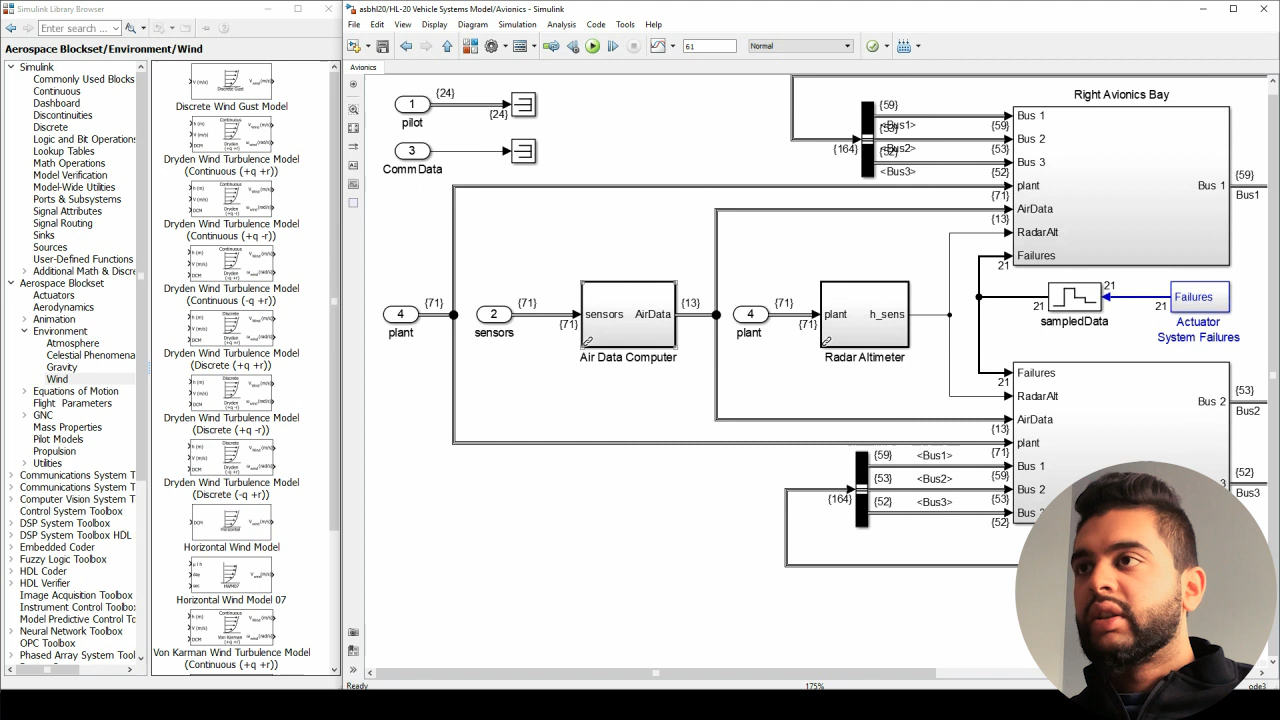 Simulink Library Browser
Enter search ...
Aerospace Blockset/Environment/Wind
Simulink
Commonly Used Blocks
Continuous
Dashboard
Discontinuities
Discrete
Logic and Bit Operations
Lookup Tables
Math Operations
Model Verification
Model-Wide Utilities
Ports & Subsystems
Signal Attributes
Signal Routing
Sinks
Sources
User-Defined Functions
Additional Math & Discre
Aerospace Blockset
Actuators
Aerodynamics
Animation
Environment
Atmosphere
Celestial Phenomena
Gravity
Wind
Equations of Motion
Flight Parameters
GNC
Mass Properties
Pilot Models
Propulsion
Utilities
Communications System T
Communications System T
Computer Vision System T
Control System Toolbox
DSP System Toolbox
DSP System Toolbox HDL
Embedded Coder
Fuzzy Logic Toolbox
HDL Coder
HDL Verifier
Image Acquisition Toolbox
Instrument Control Toolbo
Model Predictive Control To
Neural Network Toolbox
OPC Toolbox
Phased Array System Tool
Discrete Wind Gust Model
Dryden Wind Turbulence Model
(Continuous (+q +r))
Dryden Wind Turbulence Model
(Continuous (+q -r))
Dryden Wind Turbulence Model
(Continuous (-q +r))
Dryden Wind Turbulence Model
(Discrete (+q +r))
Dryden Wind Turbulence Model
(Discrete (+q -r))
Dryden Wind Turbulence Model
(Discrete (-q +r))
Horizontal Wind Model
Horizontal Wind Model 07
Von Karman Wind Turbulence Model
(Continuous (+q +r))
asbhl20/HL-20 Vehicle Systems Model/Avionics - Simulink
File Edit View Display Diagram Simulation Analysis Code Tools Help
61
Normal
Avionics
1
{24}
{24}
pilot
3
CommData
{164}
{59}
<Bus1>
{53}
<Bus2>
{52}
<Bus3>
Right Avionics Bay
{59} Bus 1
{53} Bus 2
{52} Bus 3
plant
{71}
AirData
{13}
RadarAlt
Failures
21
Bus 1
{59}
Bus1
4
{71}
plant
2
{71}
sensors
{71}
sensors AirData
Air Data Computer
{13}
4
{71}
plant
{71}
plant h_sens
Radar Altimeter
21
21
sampledData
21
Failures
Actuator
System Failures
Failures
21
RadarAlt
AirData
{13}
plant
{71}
Bus 1
{59}
Bus 2
{53}
{52}
Bus 2
{53}
Bus2
{52}
Bus3
{164}
{59} <Bus1>
{53} <Bus2>
{52} <Bus3>
Ready
175%
ode3